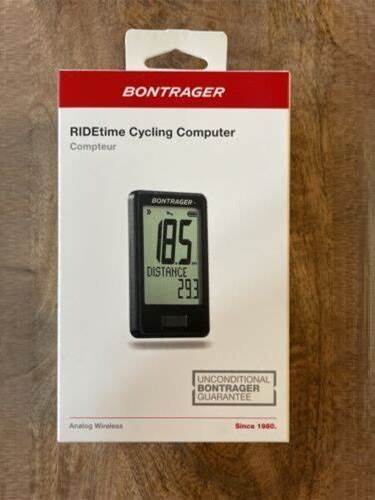 BONTRAGER
RIDEtime Cycling Computer
Compteur
BONTRAGER
18.5
DISTANCE
29.3
UNCONDITIONAL
BONTRAGER
GUARANTEE
Analog Wireless
Since 1980.